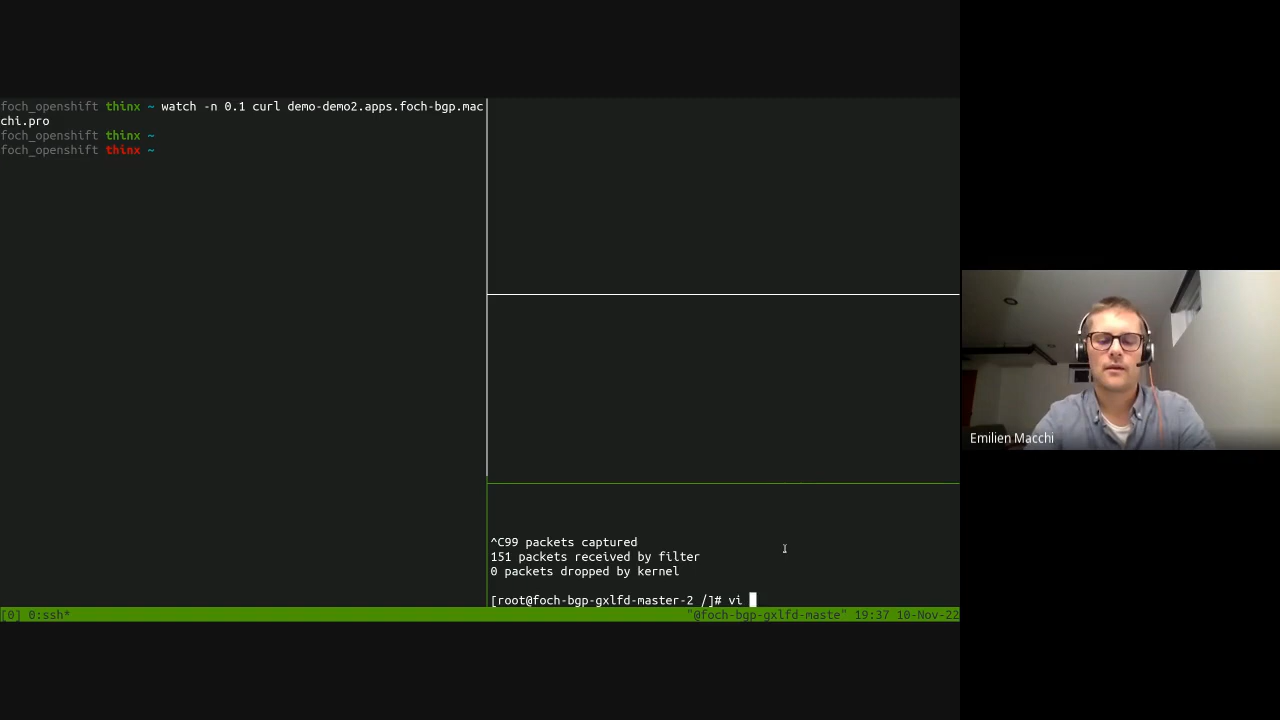 foch_openshift thinx ~ watch -n 0.1 curl demo-demo2.apps.foch-bgp.mac
chi.pro
foch_openshift thinx ~
foch_openshift thinx ~
^C99 packets captured
151 packets received by filter
0 packets dropped by kernel
[root@foch-bgp-gxlfd-master-2 /]# vi
[0] 0:ssh* "@foch-bgp-gxlfd-maste" 19:37 10-Nov-22
Emilien Macchi